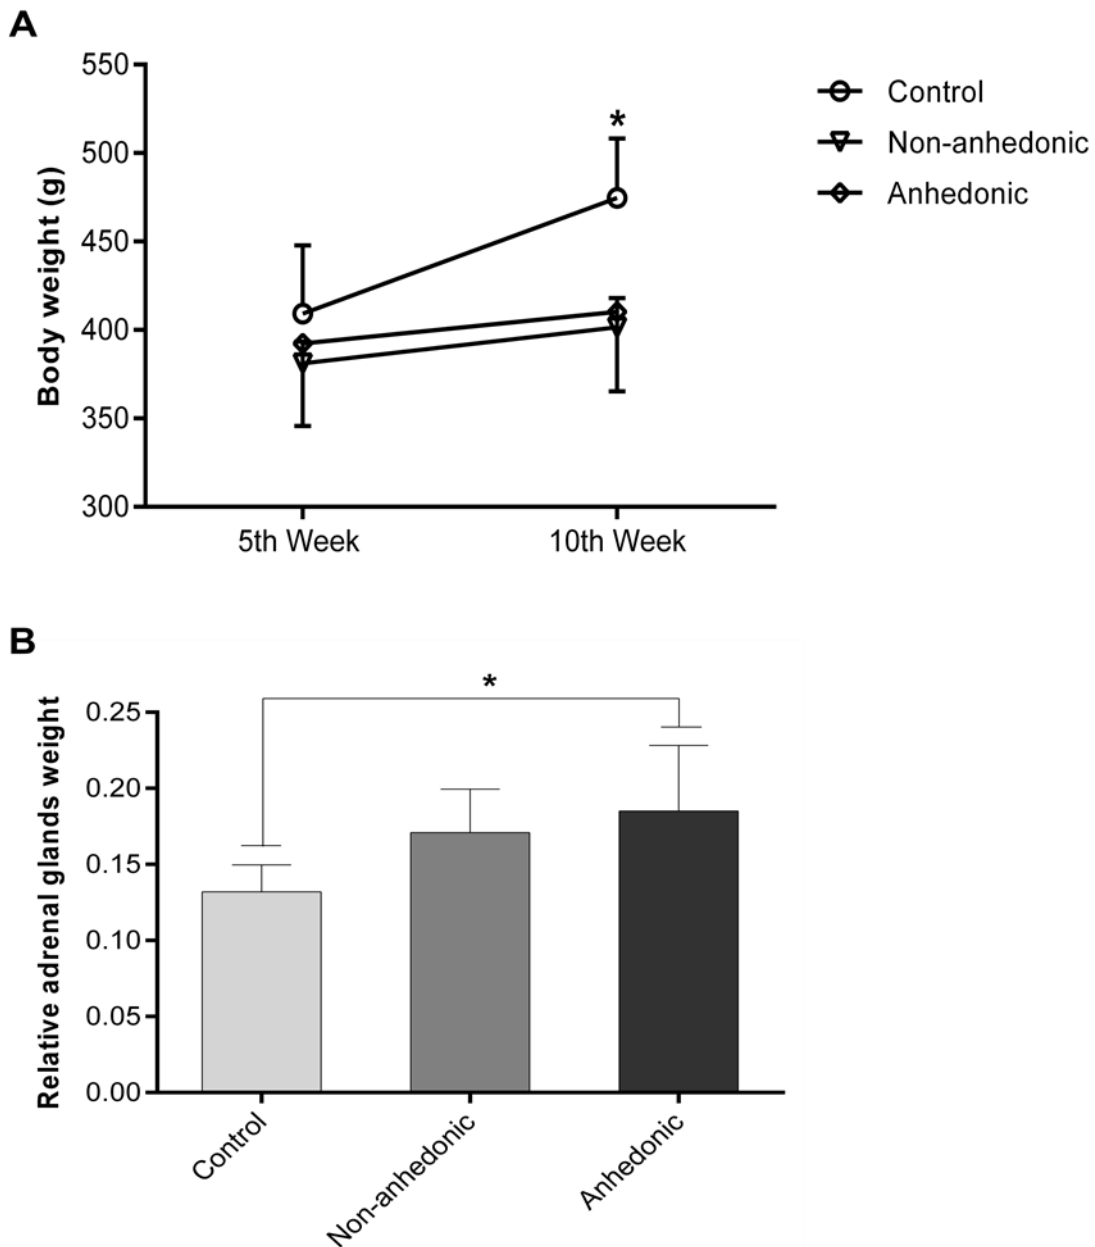 A
Body weight (g)
550
500
450
400
350
300
*
5th Week
10th Week
Control
Non-anhedonic
Anhedonic
B
Relative adrenal glands weight
0.25
0.20
0.15
0.10
0.05
0.00
*
Control
Non-anhedonic
Anhedonic